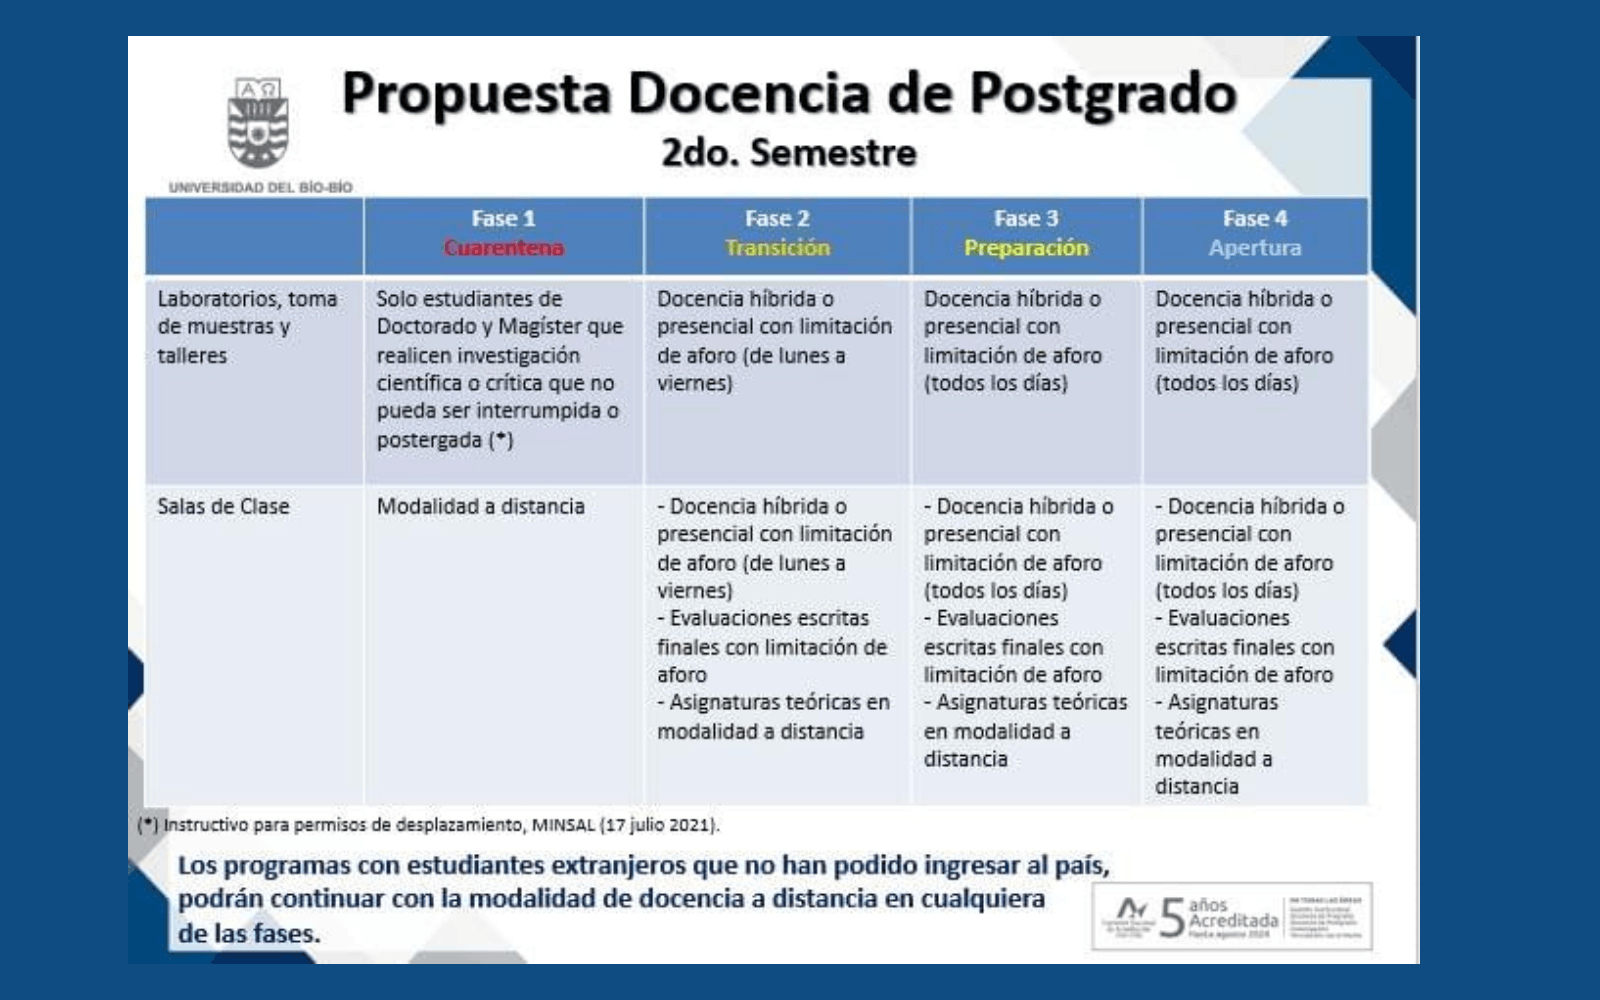 Propuesta Docencia de Postgrado
2do. Semestre
ΑΩ
UNIVERSIDAD DEL BÍO-BÍO
Fase 1
Cuarentena
Fase 2
Transición
Fase 3
Preparación
Fase 4
Apertura
Laboratorios, toma
de muestras y
talleres
Solo estudiantes de
Doctorado y Magíster que
realicen investigación
científica o crítica que no
pueda ser interrumpida o
postergada (*)
Docencia híbrida o
presencial con limitación
de aforo (de lunes a
viernes)
Docencia híbrida o
presencial con
limitación de aforo
(todos los días)
Docencia híbrida o
presencial con
limitación de aforo
(todos los días)
Salas de Clase
Modalidad a distancia
- Docencia híbrida o
presencial con limitación
de aforo (de lunes a
viernes)
- Evaluaciones escritas
finales con limitación de
aforo
- Asignaturas teóricas en
modalidad a distancia
- Docencia híbrida o
presencial con
limitación de aforo
(todos los días)
- Evaluaciones
escritas finales con
limitación de aforo
- Asignaturas teóricas
en modalidad a
distancia
- Docencia híbrida o
presencial con
limitación de aforo
(todos los días)
- Evaluaciones
escritas finales con
limitación de aforo
- Asignaturas
teóricas en
modalidad a
distancia
(*) Instructivo para permisos de desplazamiento, MINSAL (17 julio 2021).
Los programas con estudiantes extranjeros que no han podido ingresar al país,
podrán continuar con la modalidad de docencia a distancia en cualquiera
de las fases.
5 años
Acreditada
Hasta agosto 2024